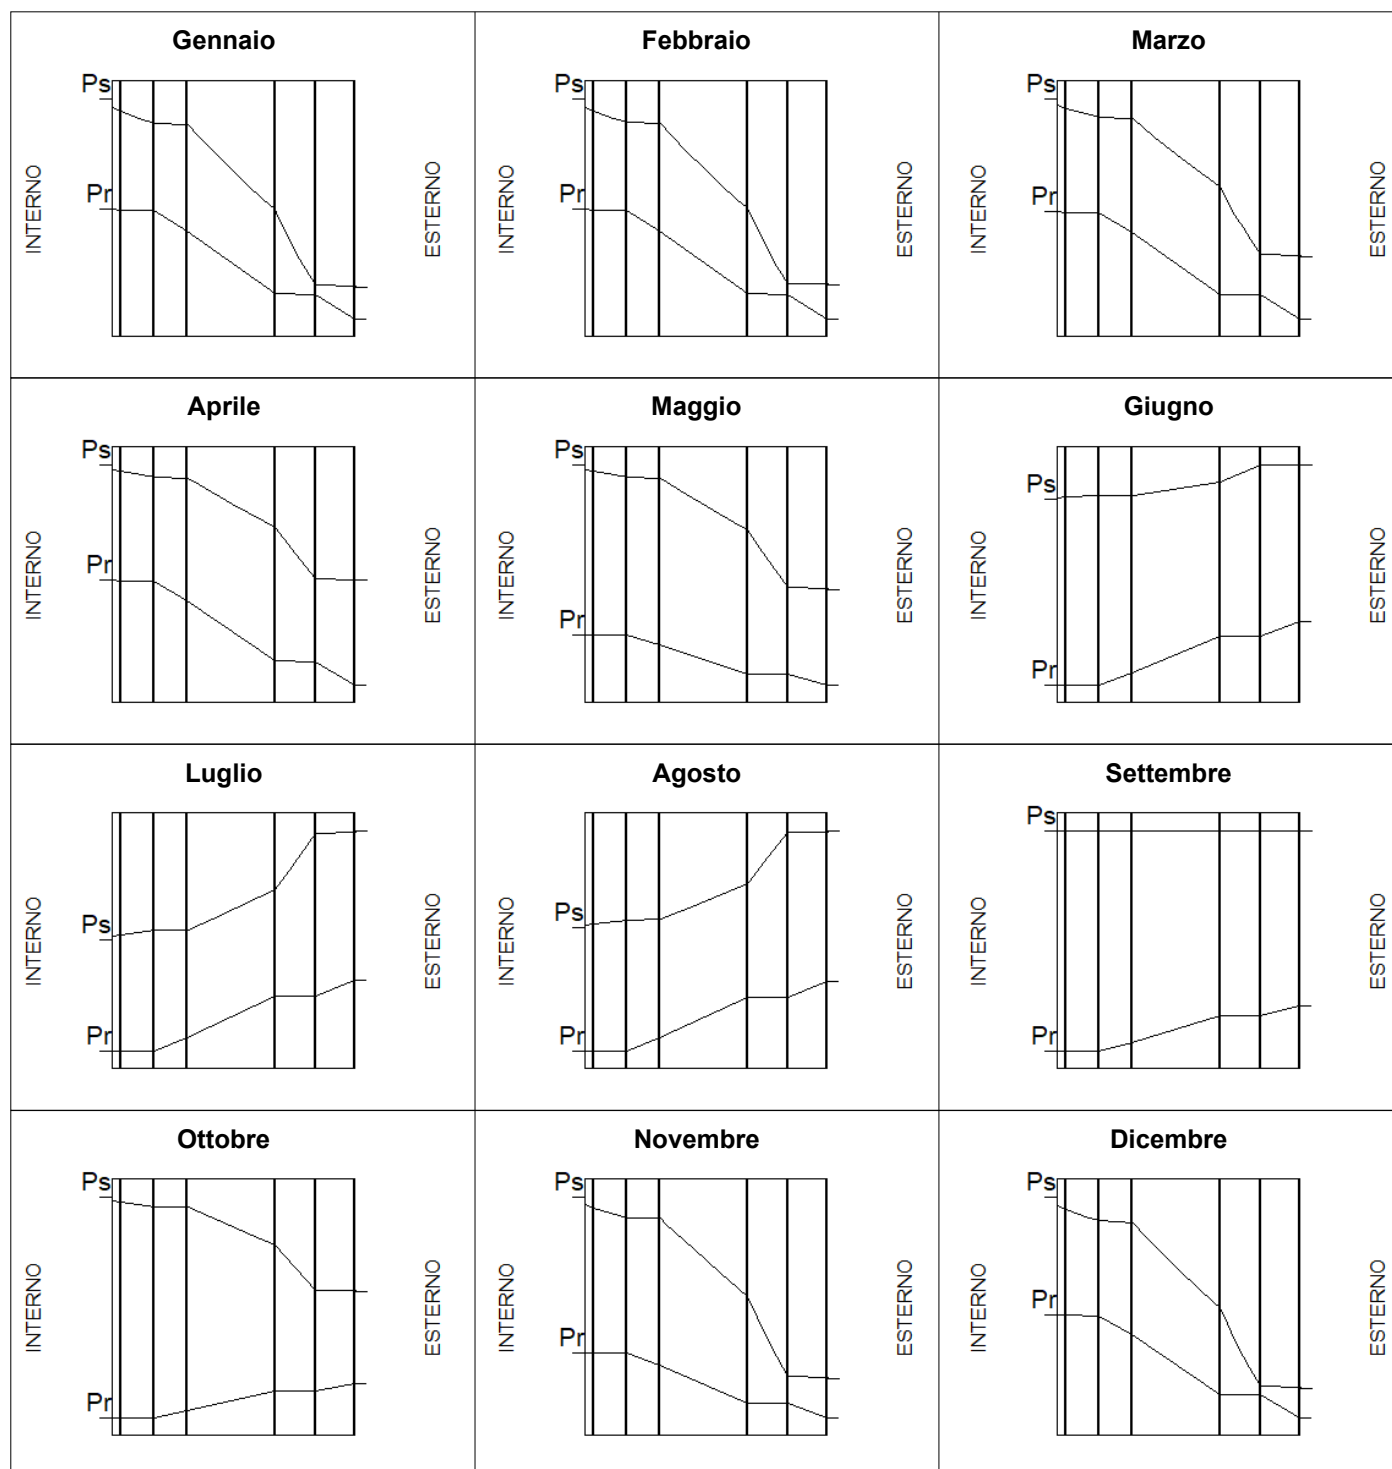 Gennaio
Ps
Pr
INTERNO
ESTERNO
Febbraio
Ps
Pr
INTERNO
ESTERNO
Marzo
Ps
Pr
INTERNO
ESTERNO
Aprile
Ps
Pr
INTERNO
ESTERNO
Maggio
Ps
Pr
INTERNO
ESTERNO
Giugno
Ps
Pr
INTERNO
ESTERNO
Luglio
Ps
Pr
INTERNO
ESTERNO
Agosto
Ps
Pr
INTERNO
ESTERNO
Settembre
Ps
Pr
INTERNO
ESTERNO
Ottobre
Ps
Pr
INTERNO
ESTERNO
Novembre
Ps
Pr
INTERNO
ESTERNO
Dicembre
Ps
Pr
INTERNO
ESTERNO